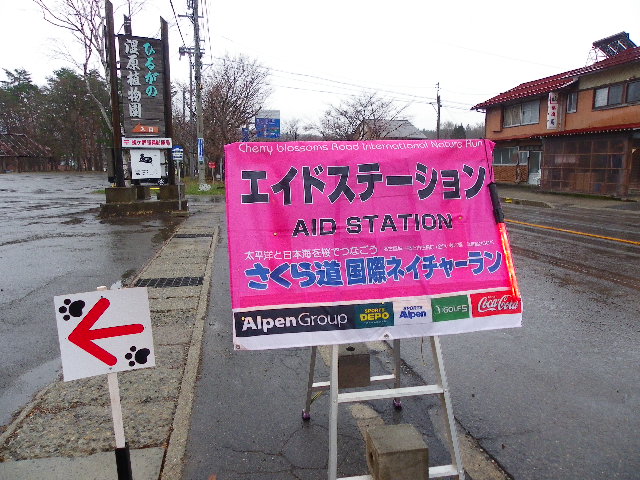 ひるがの
湿原植物園
入口
Cherry blossoms Road International Nature Run
エイドステーション
AID STATION
太平洋と日本海を桜でつなごう
さくら道 国際ネイチャーラン
Alpen Group
SPORTS DEPO
SPORTS Alpen
GOLF5
Coca-Cola